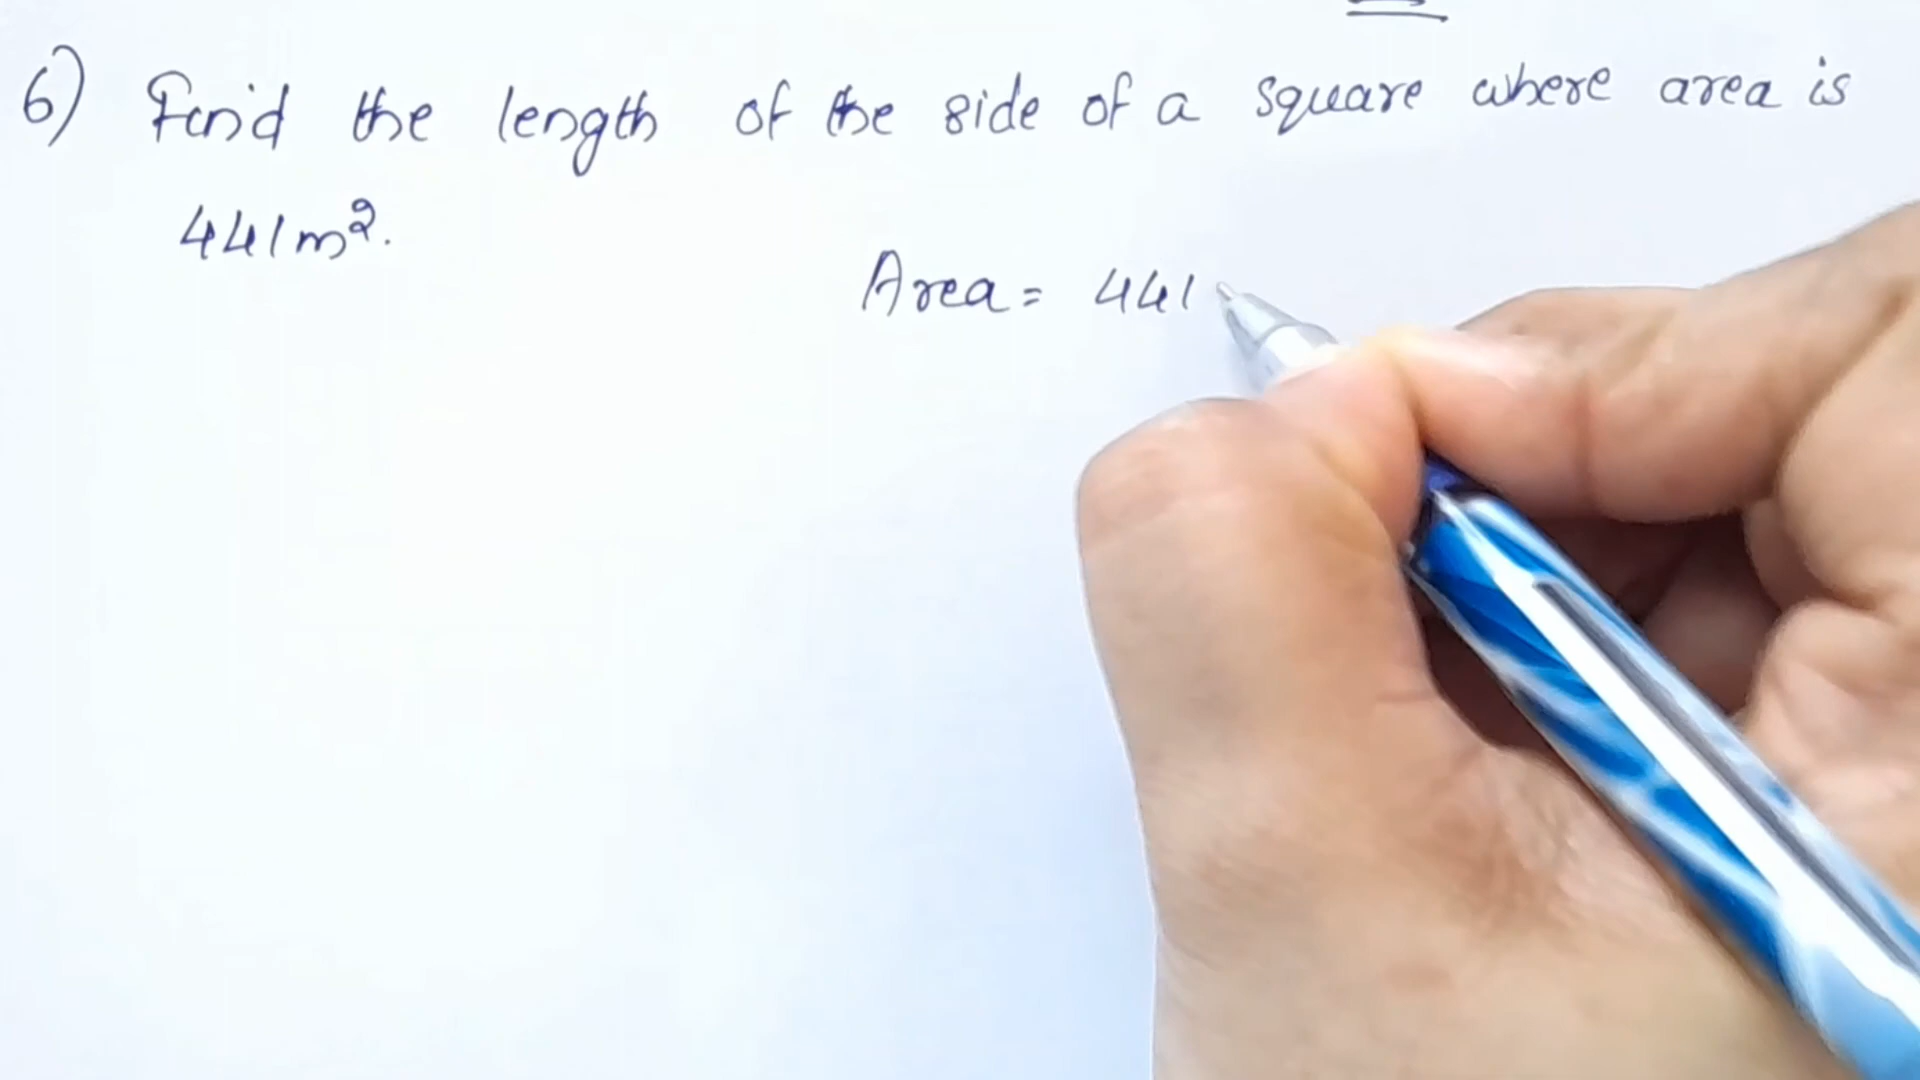 6) Find the length of the side of a square where area is
441m².
Area = 441